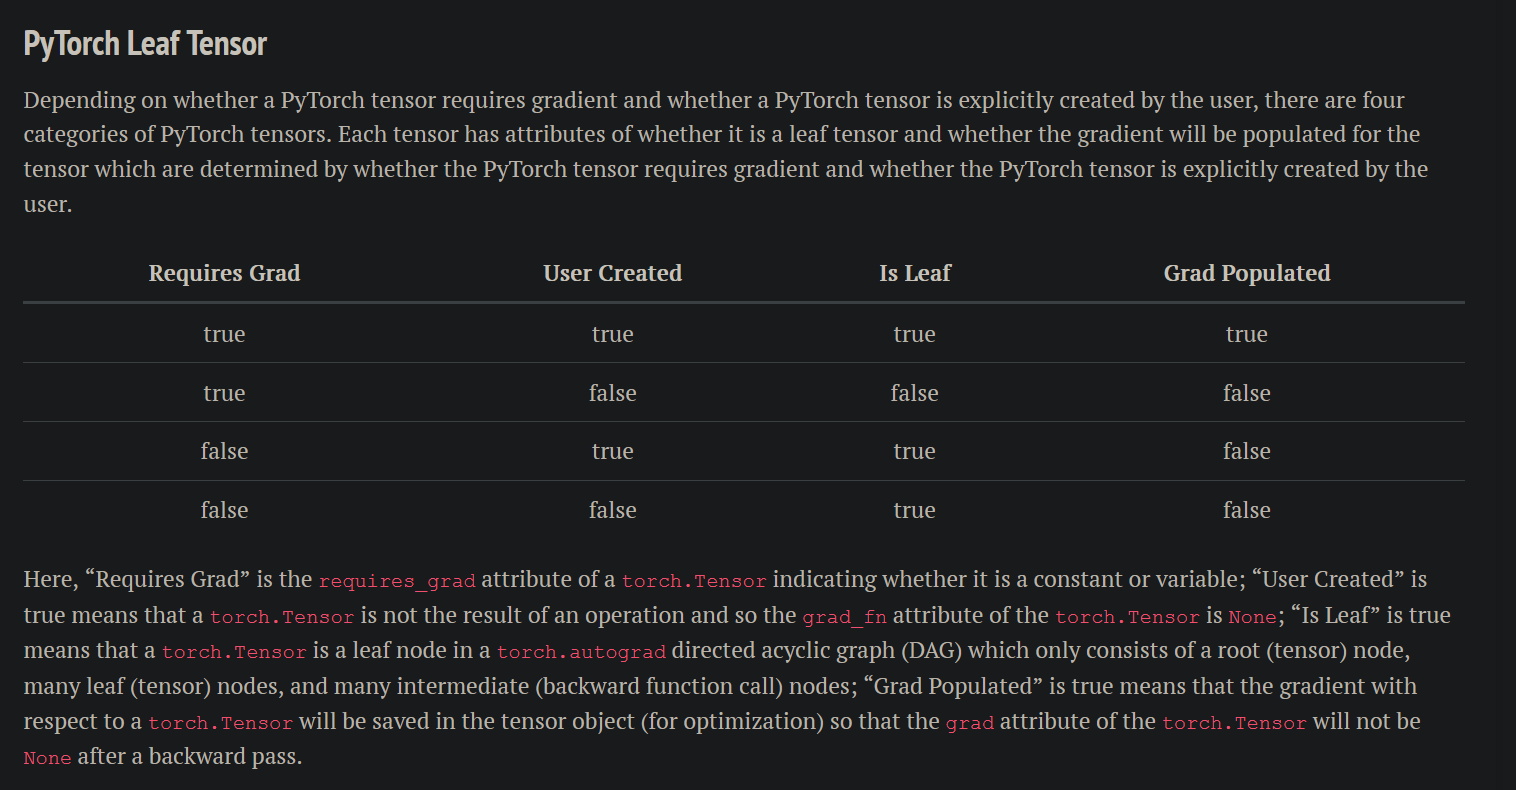 PyTorch Leaf Tensor
Depending on whether a PyTorch tensor requires gradient and whether a PyTorch tensor is explicitly created by the user, there are four
categories of PyTorch tensors. Each tensor has attributes of whether it is a leaf tensor and whether the gradient will be populated for the
tensor which are determined by whether the PyTorch tensor requires gradient and whether the PyTorch tensor is explicitly created by the
user.
Requires Grad User Created Is Leaf Grad Populated
true true true true
true false false false
false true true false
false false true false
Here, “Requires Grad” is the requires_grad attribute of a torch.Tensor indicating whether it is a constant or variable; “User Created” is
true means that a torch.Tensor is not the result of an operation and so the grad_fn attribute of the torch.Tensor is None; “Is Leaf” is true
means that a torch.Tensor is a leaf node in a torch.autograd directed acyclic graph (DAG) which only consists of a root (tensor) node,
many leaf (tensor) nodes, and many intermediate (backward function call) nodes; “Grad Populated” is true means that the gradient with
respect to a torch.Tensor will be saved in the tensor object (for optimization) so that the grad attribute of the torch.Tensor will not be
None after a backward pass.